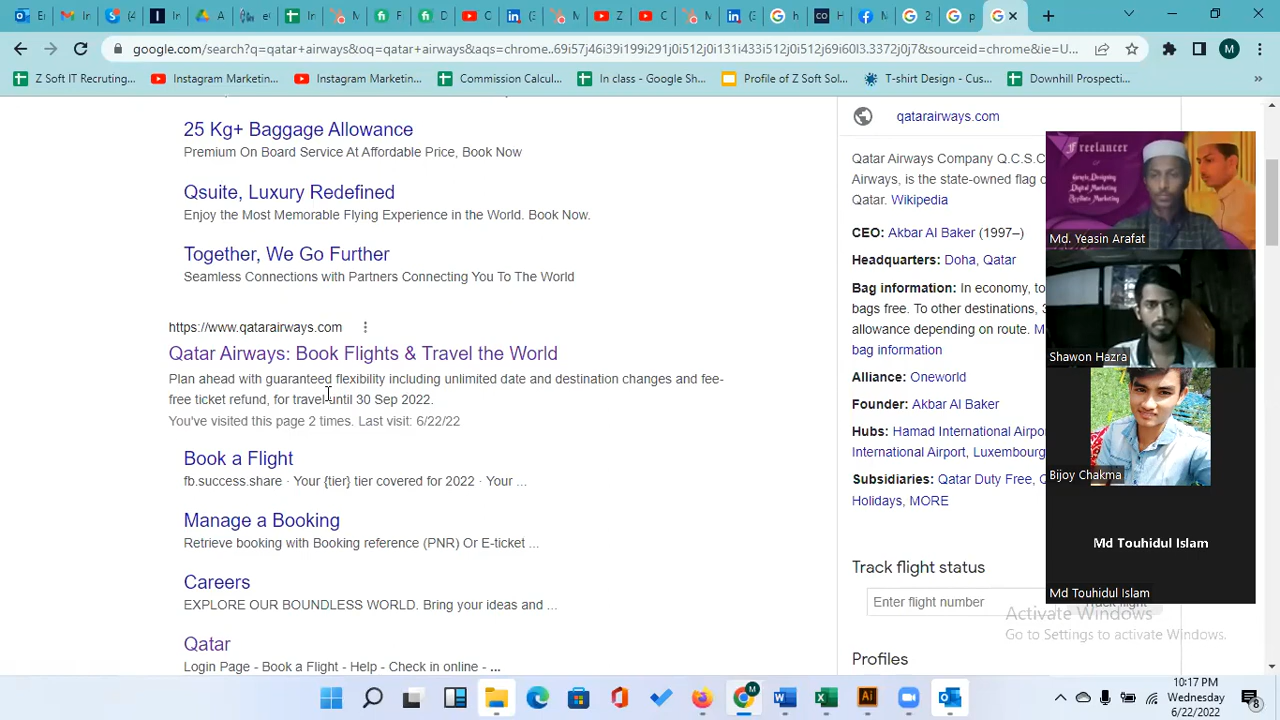 google.com/search?q=qatar+airways&oq=qatar+airways&aqs=chrome..69i57j46i39i199i291j0i512j0i131i433i512j0i512j69i60l3.3372j0j7&sourceid=chrome&ie=U...
Z Soft IT Recruting...
Instagram Marketing...
Instagram Marketin...
Commission Calcul...
In class - Google Sh...
Profile of Z Soft Sol...
T-shirt Design - Cus...
Downhill Prospecti...
25 Kg+ Baggage Allowance
Premium On Board Service At Affordable Price, Book Now
Qsuite, Luxury Redefined
Enjoy the Most Memorable Flying Experience in the World. Book Now.
Together, We Go Further
Seamless Connections with Partners Connecting You To The World
https://www.qatarairways.com
Qatar Airways: Book Flights & Travel the World
Plan ahead with guaranteed flexibility including unlimited date and destination changes and fee-
free ticket refund, for travel until 30 Sep 2022.
You've visited this page 2 times. Last visit: 6/22/22
Book a Flight
fb.success.share · Your {tier} tier covered for 2022 · Your ...
Manage a Booking
Retrieve booking with Booking reference (PNR) Or E-ticket ...
Careers
EXPLORE OUR BOUNDLESS WORLD. Bring your ideas and ...
Qatar
Login Page - Book a Flight - Help - Check in online - ...
qatarairways.com
Qatar Airways Company Q.C.S.C
Airways, is the state-owned flag
Qatar. Wikipedia
CEO: Akbar Al Baker (1997–)
Headquarters: Doha, Qatar
Bag information: In economy, to
bags free. To other destinations, 3
allowance depending on route. M
bag information
Alliance: Oneworld
Founder: Akbar Al Baker
Hubs: Hamad International Airpo
International Airport, Luxembourg
Subsidiaries: Qatar Duty Free, Q
Holidays, MORE
Track flight status
Enter flight number
Profiles
Freelancer
&
Digital Marketing
Md. Yeasin Arafat
Shawon Hazra
Bijoy Chakma
Md Touhidul Islam
Md Touhidul Islam
Activate Windows
Go to Settings to activate Windows.
10:17 PM
Wednesday
6/22/2022
8